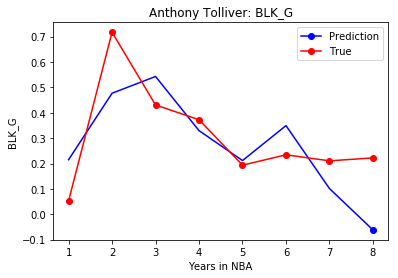 Anthony Tolliver: BLK_G
Prediction
True
0.7
0.6
0.5
0.4
0.3
0.2
0.1
0.0
−0.1
BLK_G
1 2 3 4 5 6 7 8
Years in NBA